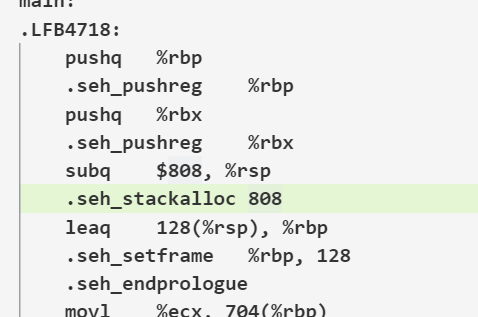 main:
.LFB4718:
pushq %rbp
.seh_pushreg %rbp
pushq %rbx
.seh_pushreg %rbx
subq $808, %rsp
.seh_stackalloc 808
leaq 128(%rsp), %rbp
.seh_setframe %rbp, 128
.seh_endprologue
movl %ecx, 704(%rbp)